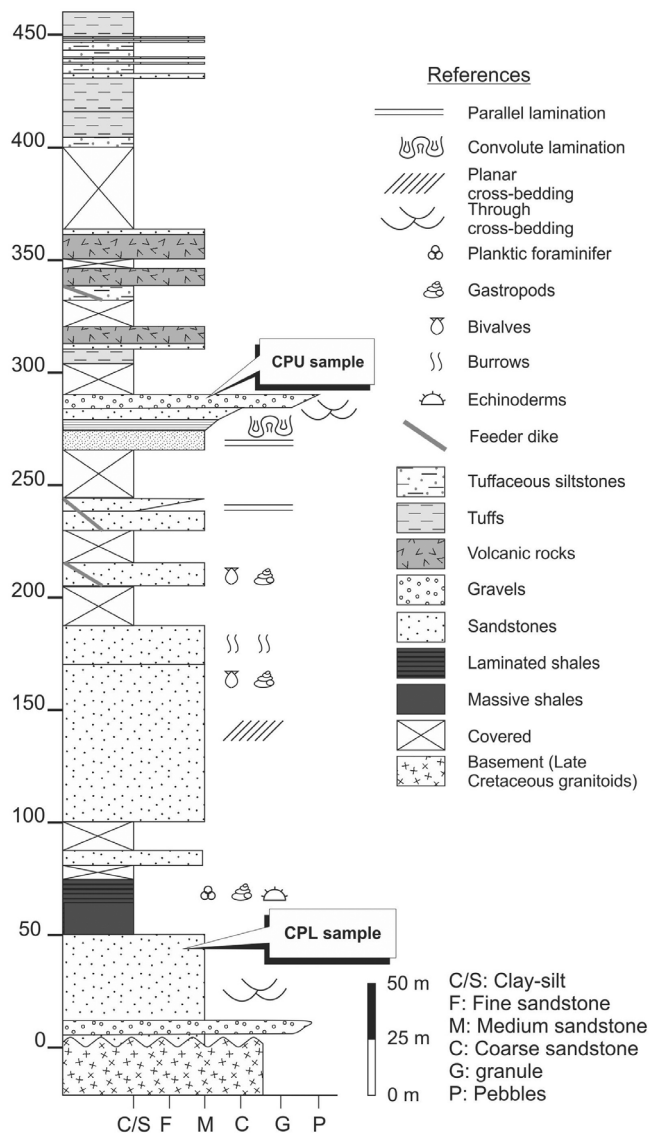 450
400
350
300
250
200
150
100
50
0
CPU sample
CPL sample
C/S F M C G P
References
Parallel lamination
Convolute lamination
Planar
cross-bedding
Through
cross-bedding
Planktic foraminifer
Gastropods
Bivalves
Burrows
Echinoderms
Feeder dike
Tuffaceous siltstones
Tuffs
Volcanic rocks
Gravels
Sandstones
Laminated shales
Massive shales
Covered
Basement (Late
Cretaceous granitoids)
50 m
25 m
0 m
C/S: Clay-silt
F: Fine sandstone
M: Medium sandstone
C: Coarse sandstone
G: granule
P: Pebbles